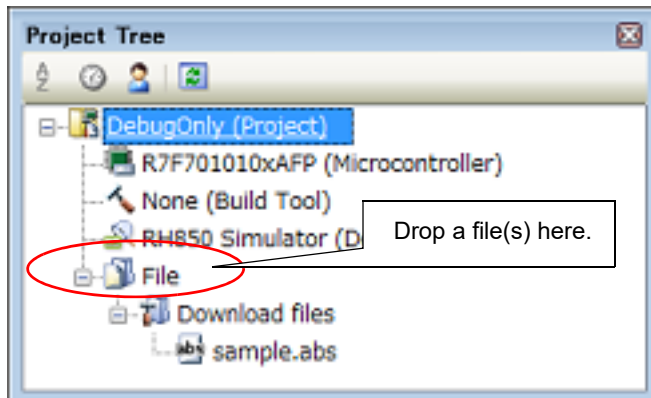 Project Tree
DebugOnly (Project)
R7F701010xAFP (Microcontroller)
None (Build Tool)
RH850 Simulator (D
Drop a file(s) here.
File
Download files
sample.abs